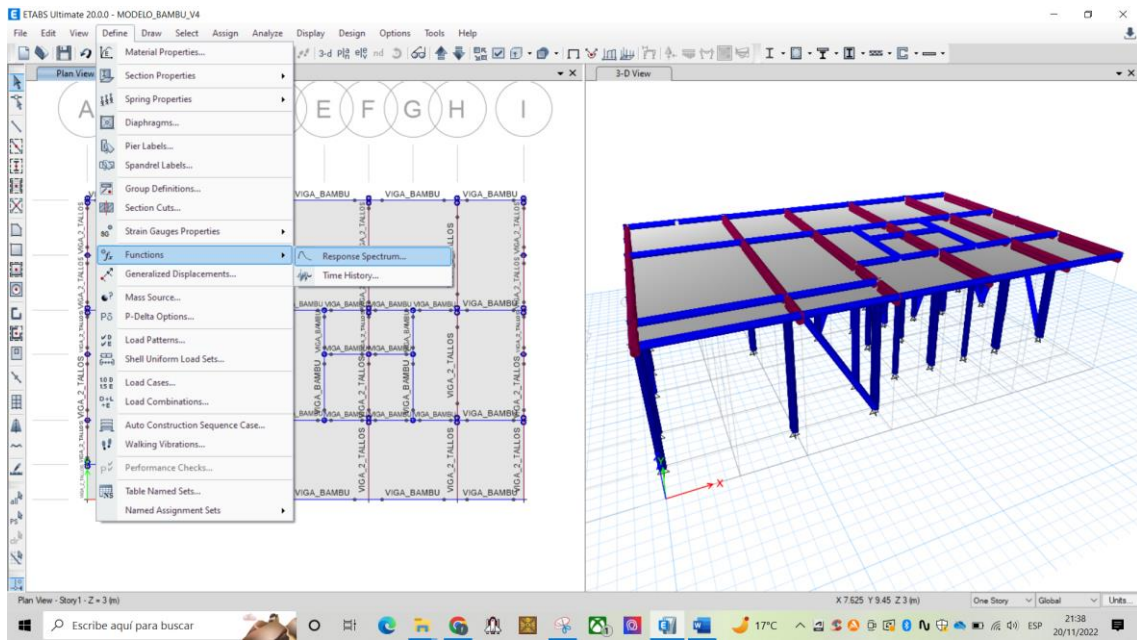 ETABS Ultimate 20.0.0 - MODELO_BAMBU_V4
File Edit View Define Draw Select Assign Analyze Display Design Options Tools Help
Plan View
3-D View
Material Properties...
Section Properties
Spring Properties
Diaphragms...
Pier Labels...
Spandrel Labels...
Group Definitions...
Section Cuts...
Strain Gauges Properties
Functions
Response Spectrum...
Time History...
Generalized Displacements...
Mass Source...
P-Delta Options...
Load Patterns...
Shell Uniform Load Sets...
Load Cases...
Load Combinations...
Auto Construction Sequence Case...
Walking Vibrations...
Performance Checks...
Table Named Sets...
Named Assignment Sets
A E F G H I
VIGA_BAMBU VIGA_BAMBU VIGA_BAMBU
VIGA_BAMBU
VIGA_BAMBU
VIGA_BAMBU VIGA_BAMBU VIGA_BAMBU
VIGA_2_TALLOS
X
Plan View - Story1 - Z = 3 (m)
X 7.625 Y 9.45 Z 3 (m)
One Story
Global
Units...
Escribe aquí para buscar
17°C
ESP
21:38
20/11/2022